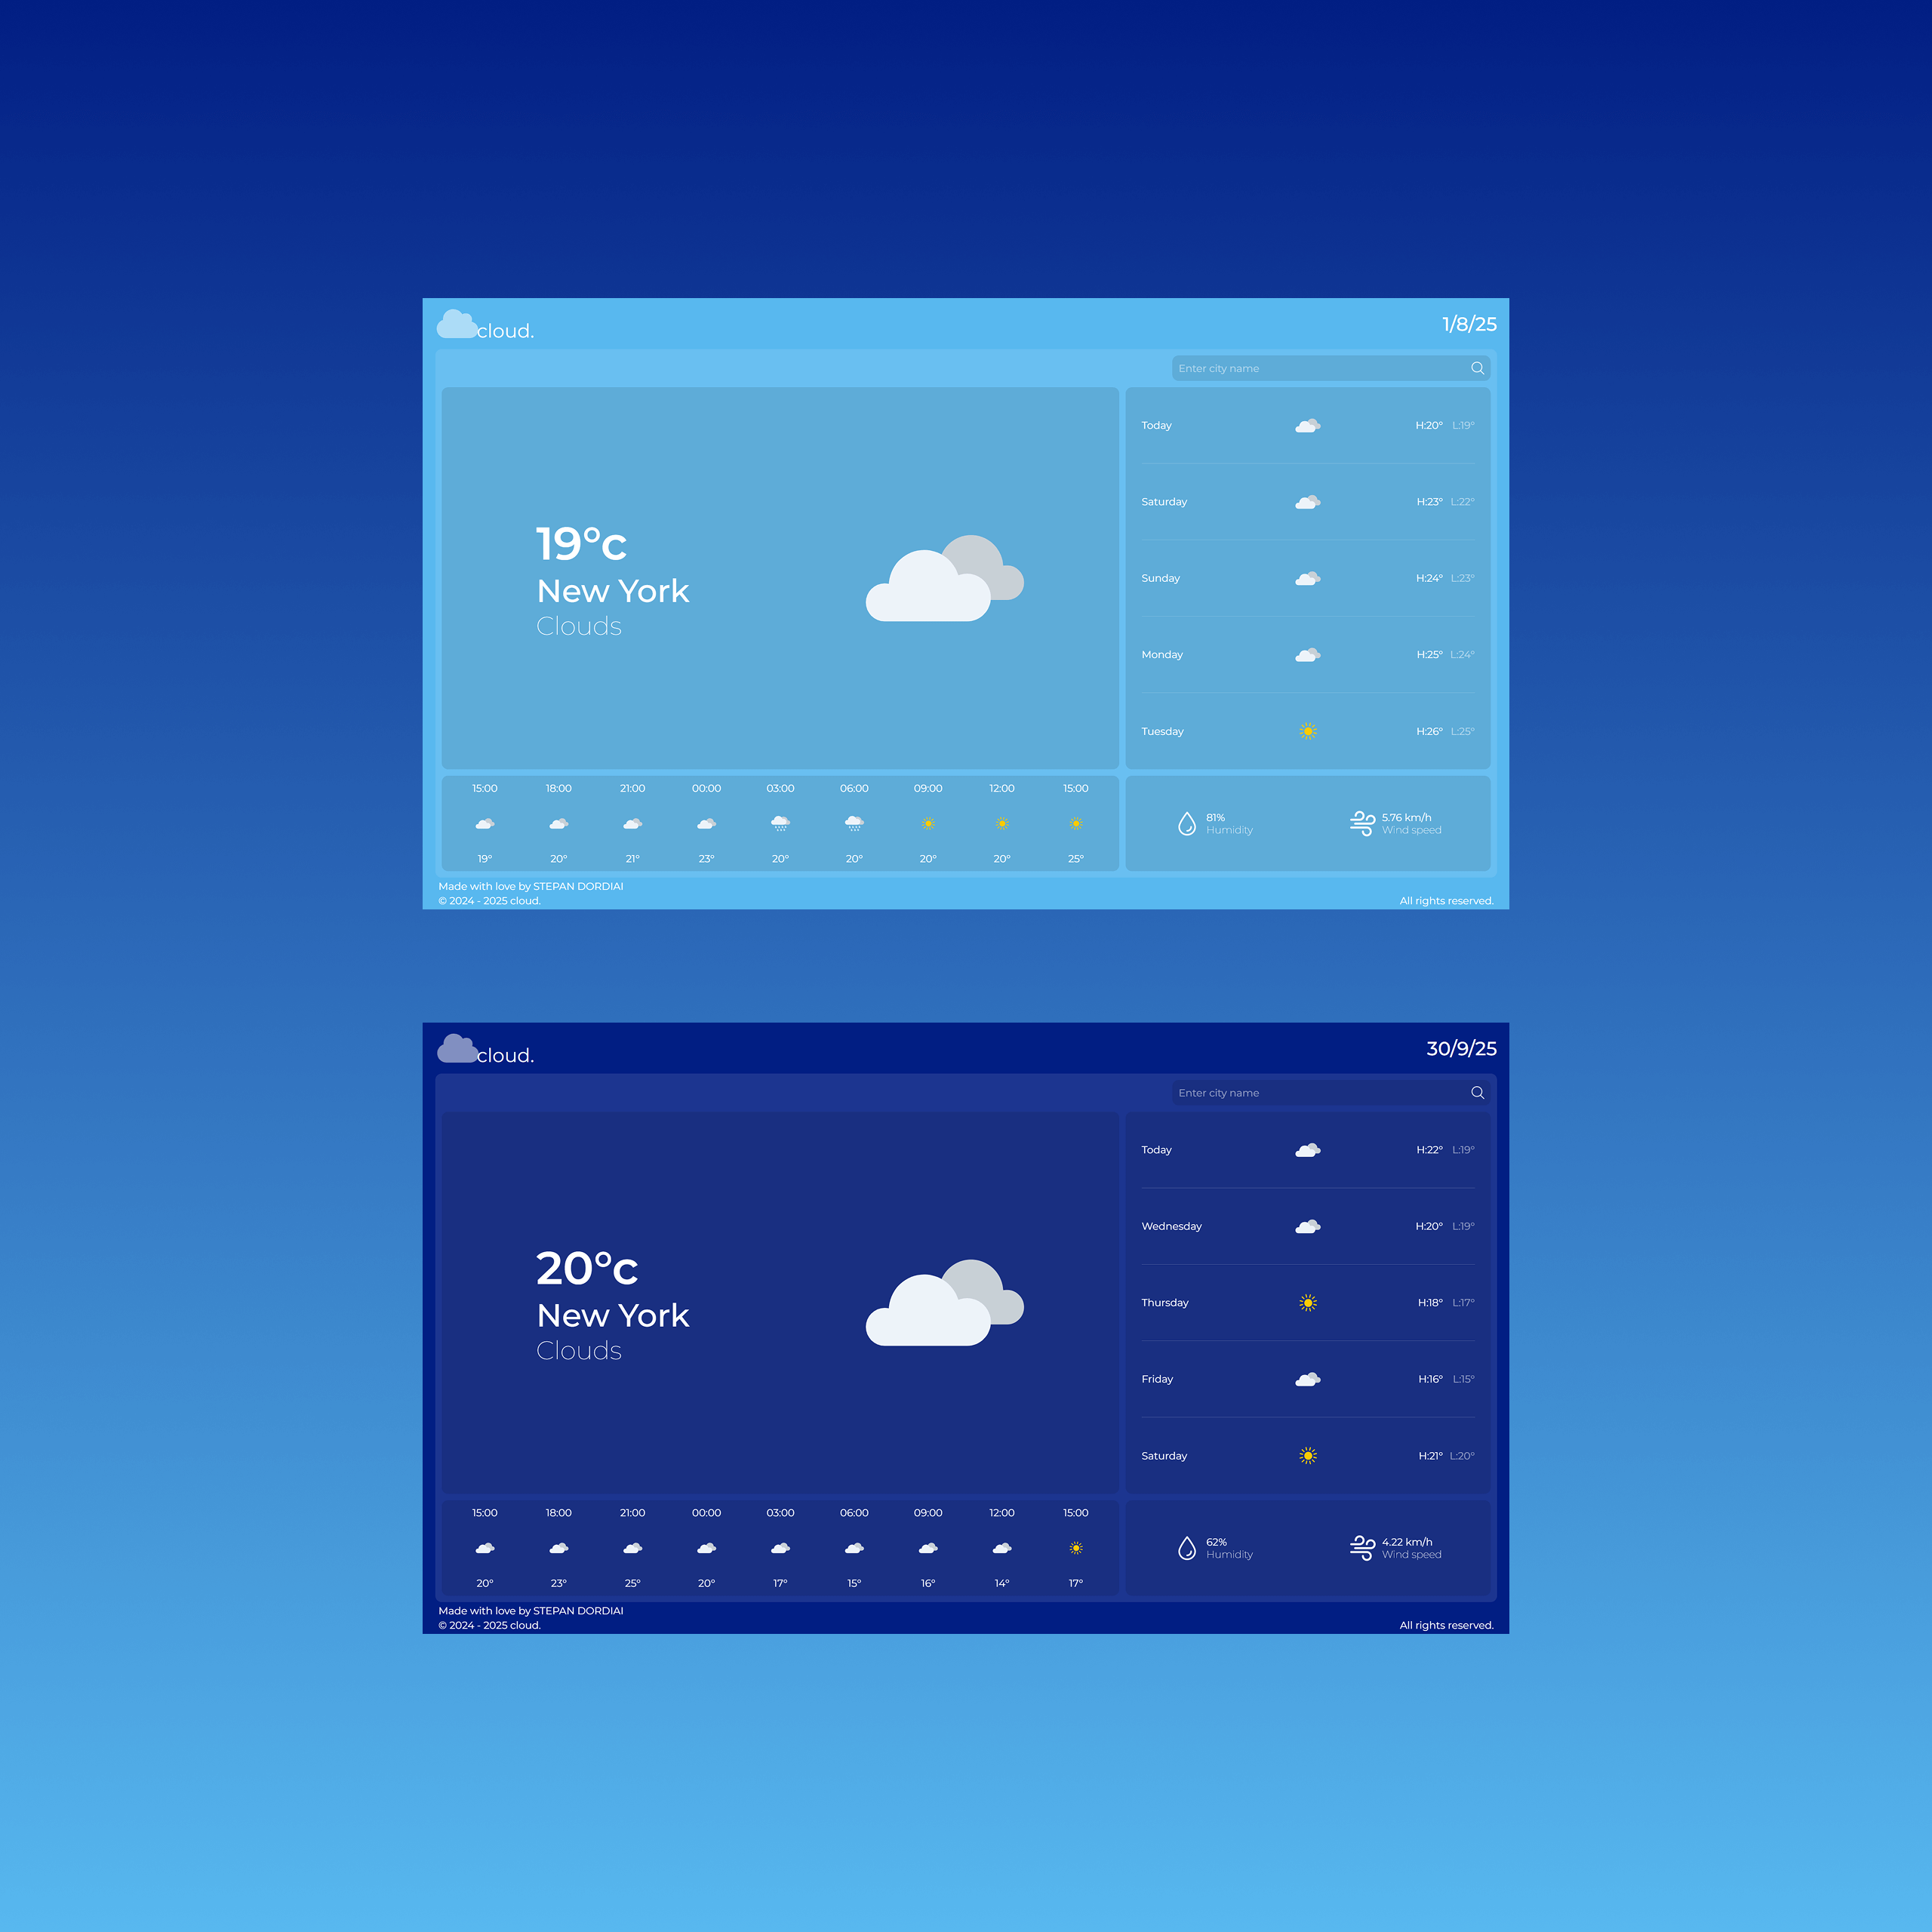 cloud.
1/8/25
Enter city name
19°c
New York
Clouds
Today H:20° L:19°
Saturday H:23° L:22°
Sunday H:24° L:23°
Monday H:25° L:24°
Tuesday H:26° L:25°
15:00 18:00 21:00 00:00 03:00 06:00 09:00 12:00 15:00
19° 20° 21° 23° 20° 20° 20° 20° 25°
81%
Humidity
5.76 km/h
Wind speed
Made with love by STEPAN DORDIAI
© 2024 - 2025 cloud.
All rights reserved.
cloud.
30/9/25
Enter city name
20°c
New York
Clouds
Today H:22° L:19°
Wednesday H:20° L:19°
Thursday H:18° L:17°
Friday H:16° L:15°
Saturday H:21° L:20°
15:00 18:00 21:00 00:00 03:00 06:00 09:00 12:00 15:00
20° 23° 25° 20° 17° 15° 16° 14° 17°
62%
Humidity
4.22 km/h
Wind speed
Made with love by STEPAN DORDIAI
© 2024 - 2025 cloud.
All rights reserved.